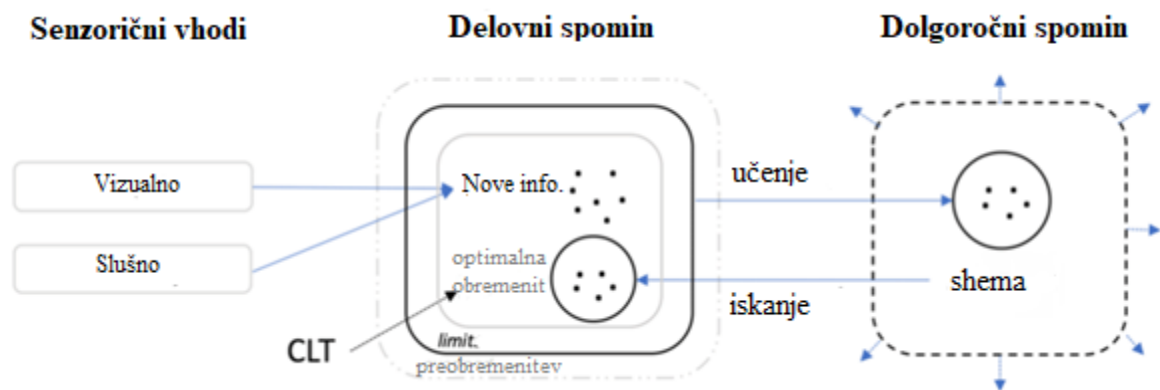 Senzorični vhodi
Delovni spomin
Dolgoročni spomin
Vizualno
Slušno
Nove info.
optimalna
obremenit
CLT
limit.
preobremenitev
učenje
iskanje
shema